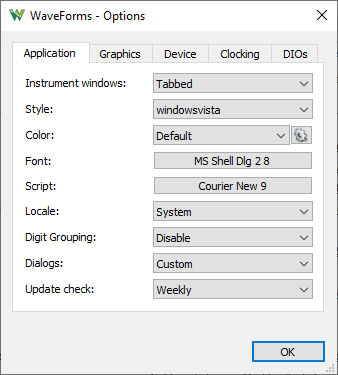 WaveForms - Options
Application Graphics Device Clocking DIOs
Instrument windows: Tabbed
Style: windowsvista
Color: Default
Font: MS Shell Dlg 2 8
Script: Courier New 9
Locale: System
Digit Grouping: Disable
Dialogs: Custom
Update check: Weekly
OK